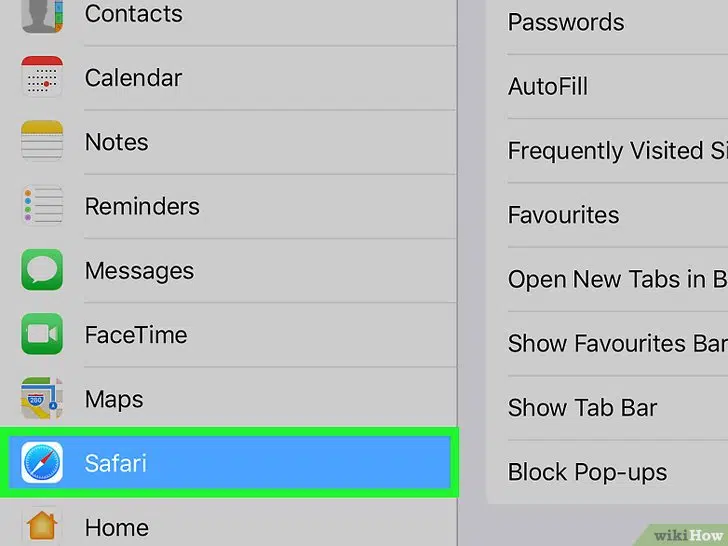 Contacts
Calendar
Notes
Reminders
Messages
FaceTime
Maps
280
Safari
Home
Passwords
AutoFill
Frequently Visited Si
Favourites
Open New Tabs in B
Show Favourites Bar
Show Tab Bar
Block Pop-ups
wikiHow